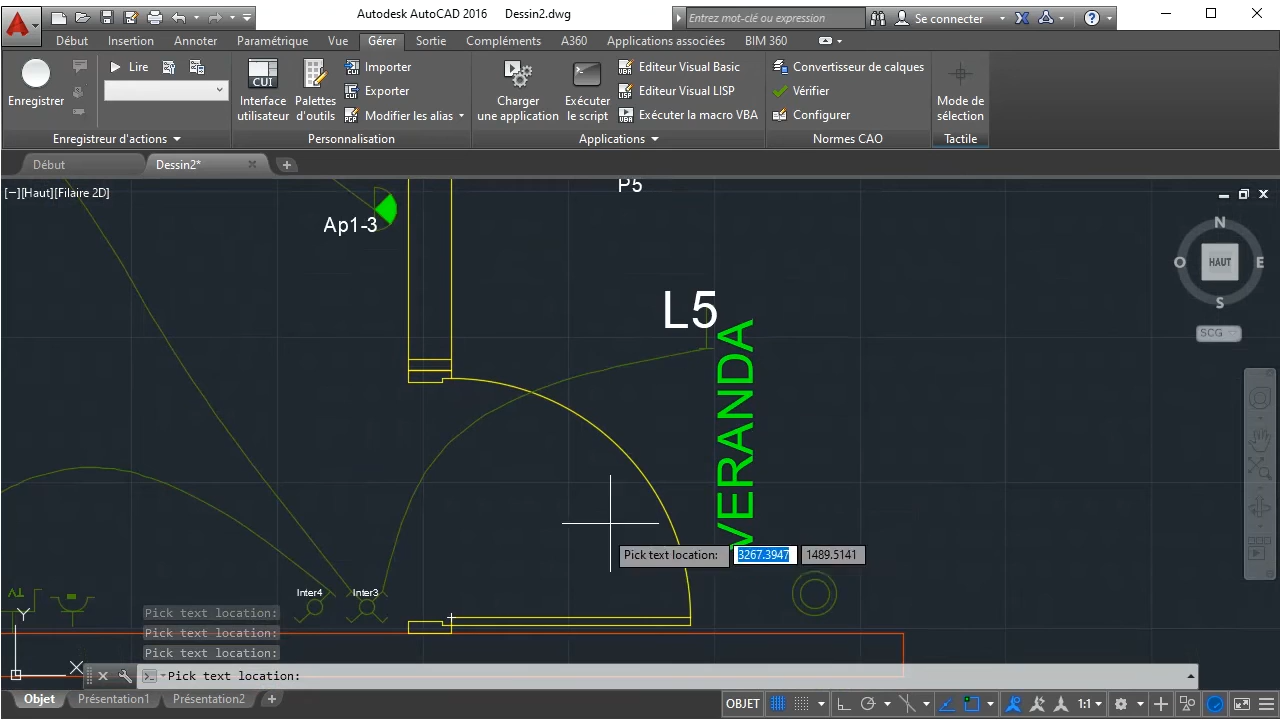 Autodesk AutoCAD 2016 Dessin2.dwg
Entrez mot-clé ou expression
Se connecter
Début Insertion Annoter Paramétrique Vue Gérer Sortie Compléments A360 Applications associées BIM 360
Enregistrer
Lire
Enregistreur d'actions
CUI
Interface utilisateur
Palettes d'outils
Importer
Exporter
Modifier les alias
Personnalisation
Charger une application
Exécuter le script
Editeur Visual Basic
Editeur Visual LISP
Exécuter la macro VBA
Applications
Convertisseur de calques
Vérifier
Configurer
Normes CAO
Mode de sélection
Tactile
Début Dessin2*
[−][Haut][Filaire 2D]
P5
Ap1-3
N
O HAUT E
S
SCG
L5
VERANDA
Pick text location: 3267.3947 1489.5141
Inter4 Inter3
Y
X
Pick text location:
Pick text location:
Pick text location:
Pick text location:
Objet Présentation1 Présentation2
OBJET 1:1